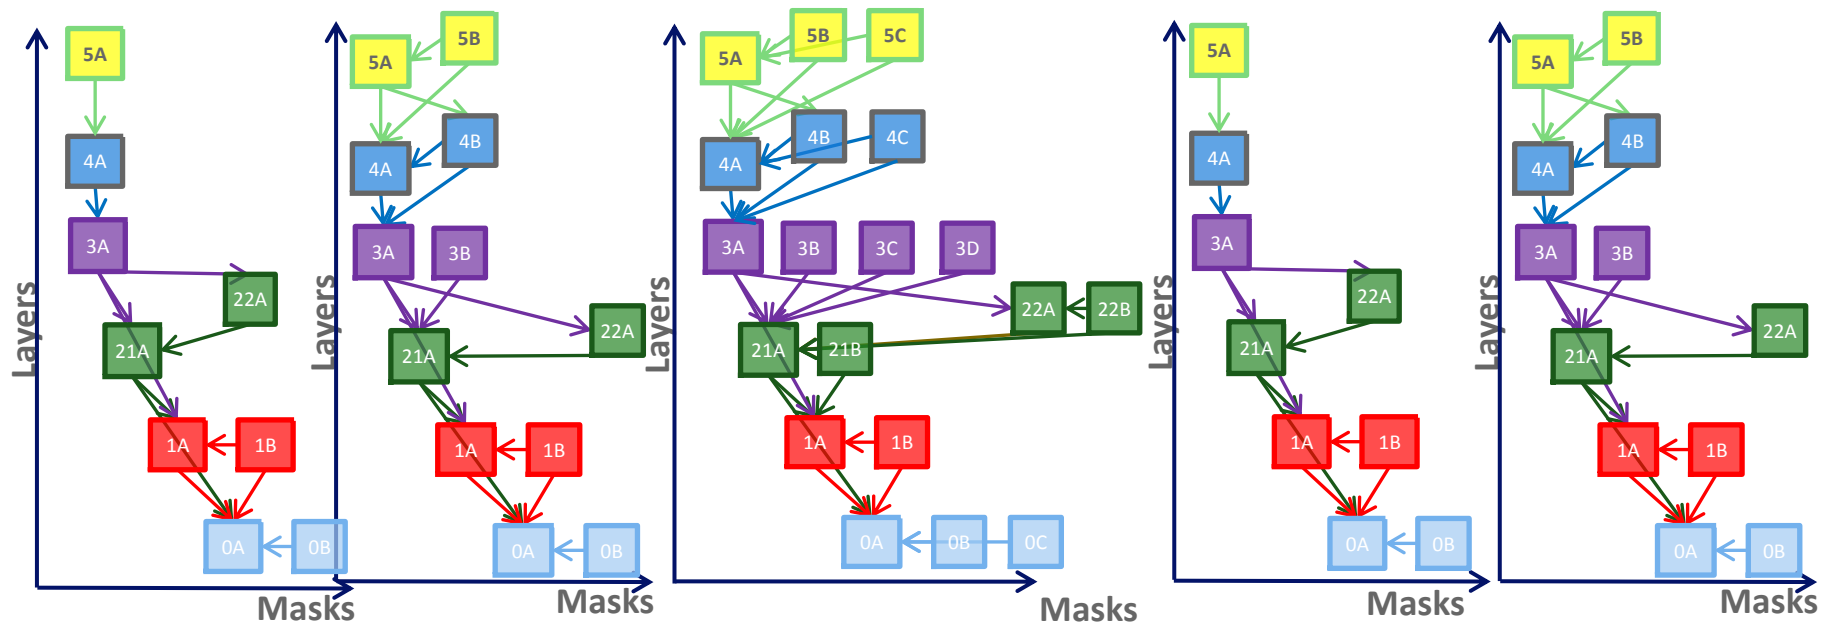 5A
4A
3A
22A
21A
1A 1B
0A 0B
Layers
Masks
5B
5A
4B
4A
3A 3B
22A
21A
1A 1B
0A 0B
Layers
Masks
5B 5C
5A
4B 4C
4A
3A 3B 3C 3D
22A 22B
21A 21B
1A 1B
0A 0B 0C
Layers
Masks
5A
4A
3A
22A
21A
1A 1B
0A 0B
Layers
Masks
5B
5A
4B
4A
3A 3B
22A
21A
1A 1B
0A 0B
Layers
Masks